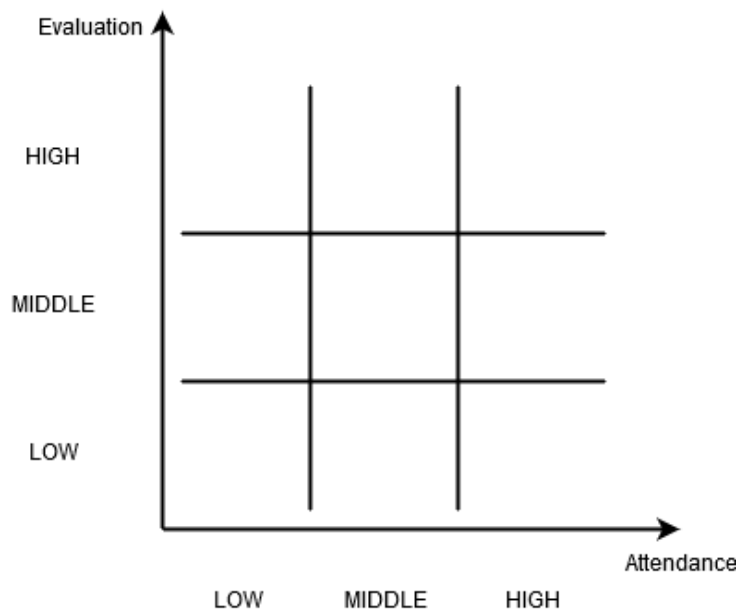 Evaluation
HIGH
MIDDLE
LOW
Attendance
LOW MIDDLE HIGH